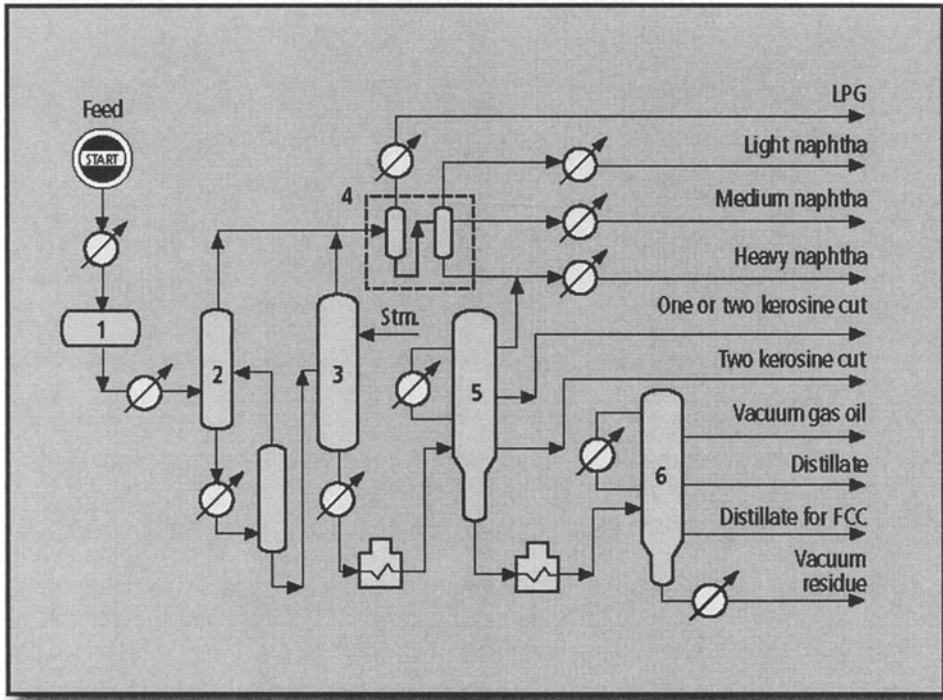 Feed
START
LPG
Light naphtha
4
Medium naphtha
Heavy naphtha
One or two kerosine cut
1
2
3
Stm.
5
Two kerosine cut
Vacuum gas oil
6
Distillate
Distillate for FCC
Vacuum
residue